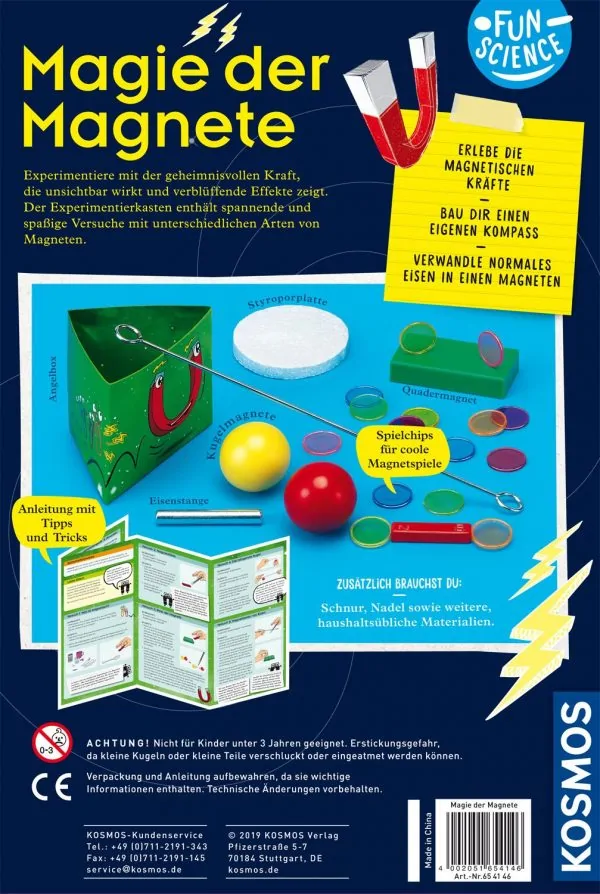 FUN
SCIENCE
Magie der
Magnete
Experimentiere mit der geheimnisvollen Kraft,
die unsichtbar wirkt und verblüffende Effekte zeigt.
Der Experimentierkasten enthält spannende und
spaßige Versuche mit unterschiedlichen Arten von
Magneten.
ERLEBE DIE
MAGNETISCHEN
KRÄFTE
BAU DIR EINEN
EIGENEN KOMPASS
VERWANDLE NORMALES
EISEN IN EINEN MAGNETEN
Styroporplatte
Angelbox
Quadermagnet
Kugelmagnete
Spielchips
für coole
Magnetspiele
Eisenstange
Anleitung mit
Tipps
und Tricks
ZUSÄTZLICH BRAUCHST DU:
Schnur, Nadel sowie weitere,
haushaltsübliche Materialien.
0-3
ACHTUNG! Nicht für Kinder unter 3 Jahren geeignet. Erstickungsgefahr,
da kleine Kugeln oder kleine Teile verschluckt oder eingeatmet werden können.
CE
Verpackung und Anleitung aufbewahren, da sie wichtige
Informationen enthalten. Technische Änderungen vorbehalten.
KOSMOS-Kundenservice
Tel.: +49 (0)711-2191-343
Fax: +49 (0)711-2191-145
service@kosmos.de
© 2019 KOSMOS Verlag
Pfizerstraße 5-7
70184 Stuttgart, DE
kosmos.de
Made in China
Magie der Magnete
4 002051 654146
Art.-Nr. 65 41 46
KOSMOS